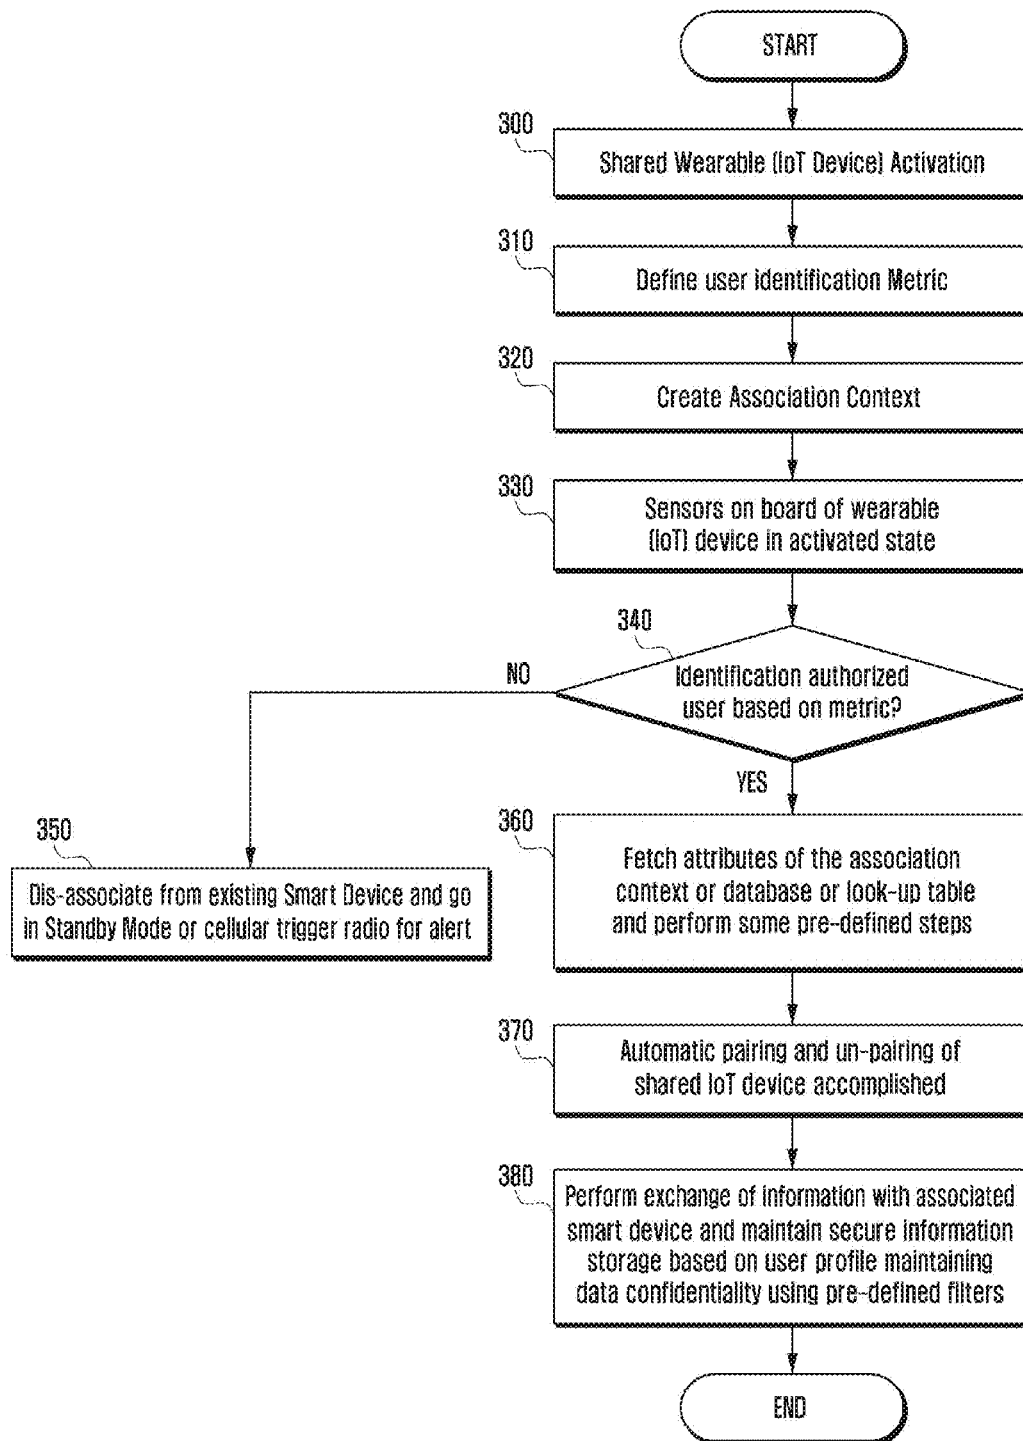 START
300
Shared Wearable (IoT Device) Activation
310
Define user Identification Metric
320
Create Association Context
330
Sensors on board of wearable
(IoT) device in activated state
340
Identification authorized
user based on metric?
NO
YES
350
Dis-associate from existing Smart Device and go
in Standby Mode or cellular trigger radio for alert
360
Fetch attributes of the association
context or database or look-up table
and perform some pre-defined steps
370
Automatic pairing and un-pairing of
shared IoT device accomplished
380
Perform exchange of information with associated
smart device and maintain secure information
storage based on user profile maintaining
data confidentiality using pre-defined filters
END